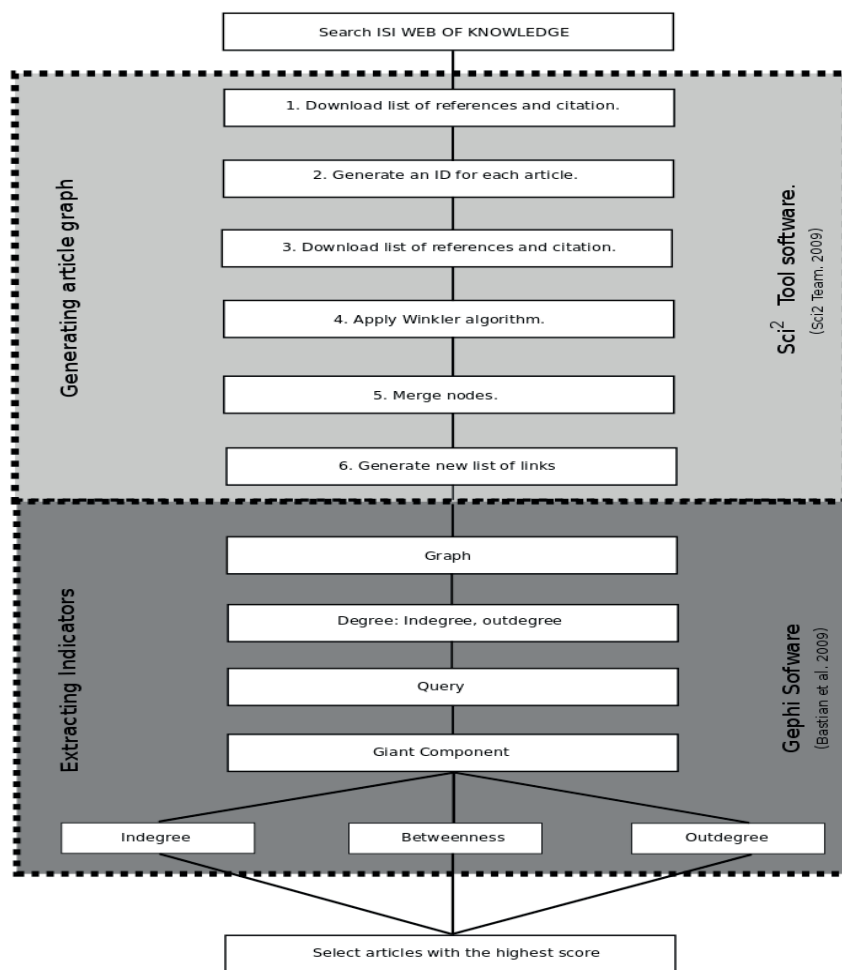 Search ISI WEB OF KNOWLEDGE
Generating article graph
1. Download list of references and citation.
2. Generate an ID for each article.
3. Download list of references and citation.
4. Apply Winkler algorithm.
5. Merge nodes.
6. Generate new list of links
Sci² Tool software.
(Sci2 Team. 2009)
Extracting Indicators
Graph
Degree: Indegree, outdegree
Query
Giant Component
Indegree
Betweenness
Outdegree
Gephi Sofware
(Bastian et al. 2009)
Select articles with the highest score